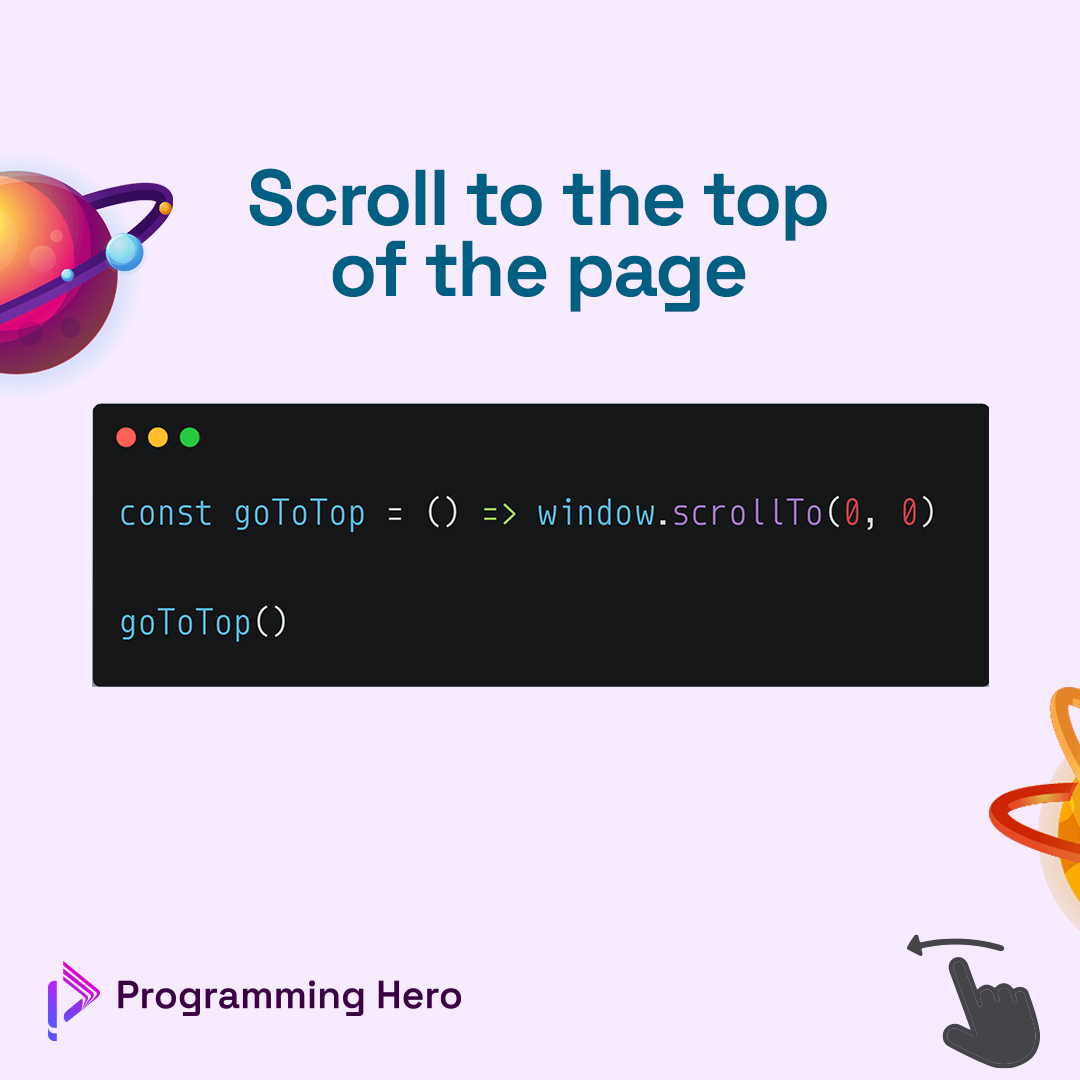 Scroll to the top
of the page
const goToTop = () => window.scrollTo(0, 0)
goToTop()
Programming Hero